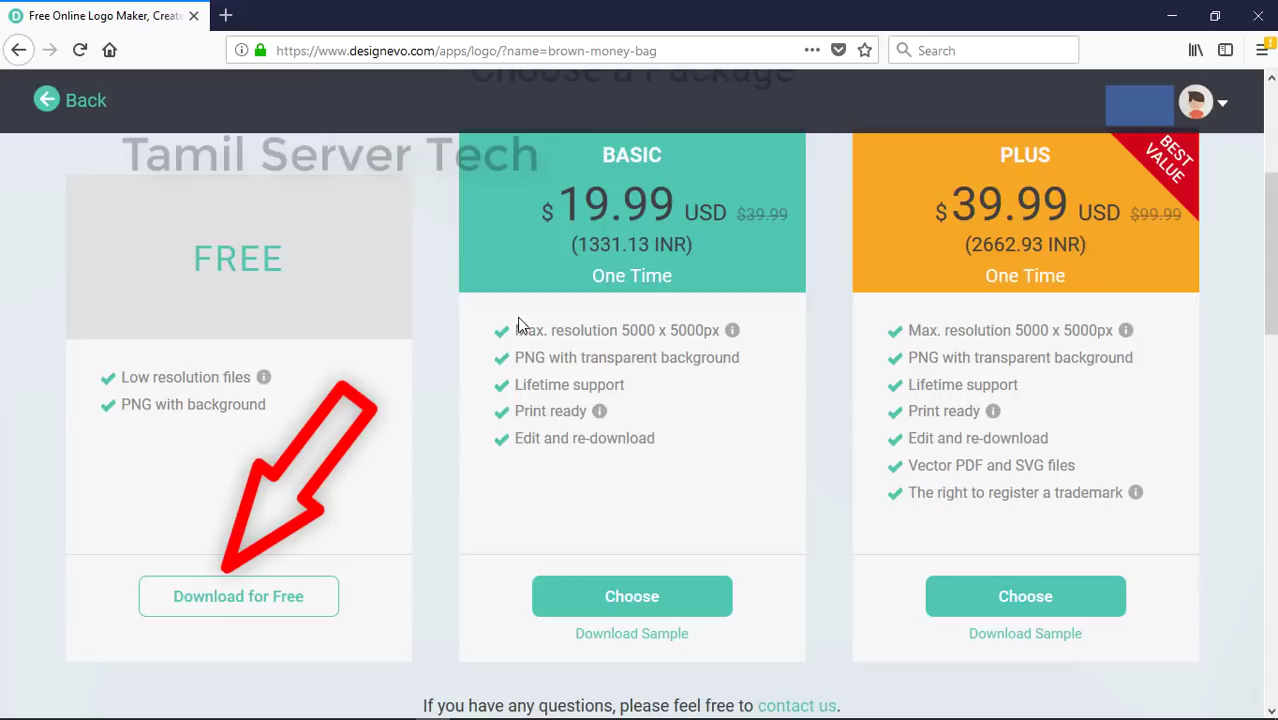 Free Online Logo Maker, Create
https://www.designevo.com/apps/logo/?name=brown-money-bag
Search
Choose a Package
Back
Tamil Server Tech
FREE
Low resolution files
PNG with background
Download for Free
BASIC
$ 19.99 USD $39.99
(1331.13 INR)
One Time
Max. resolution 5000 x 5000px
PNG with transparent background
Lifetime support
Print ready
Edit and re-download
Choose
Download Sample
BEST VALUE
PLUS
$ 39.99 USD $99.99
(2662.93 INR)
One Time
Max. resolution 5000 x 5000px
PNG with transparent background
Lifetime support
Print ready
Edit and re-download
Vector PDF and SVG files
The right to register a trademark
Choose
Download Sample
If you have any questions, please feel free to contact us.